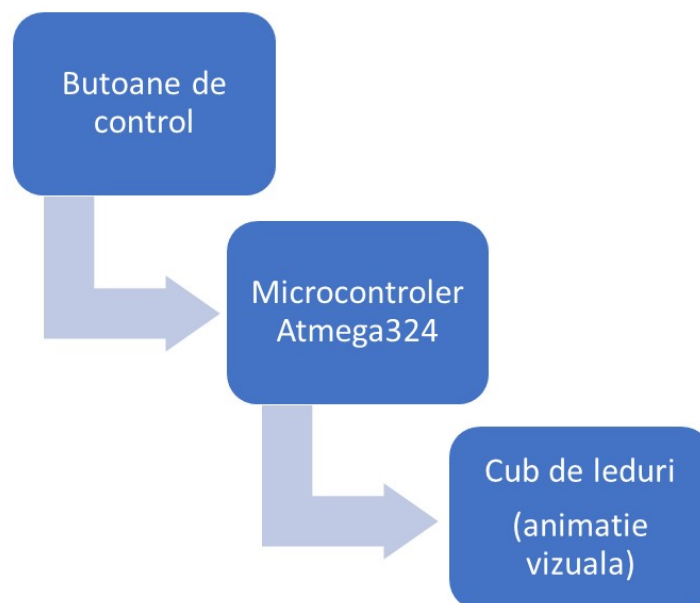 Butoane de
control
Microcontroler
Atmega324
Cub de leduri
(animatie
vizuala)